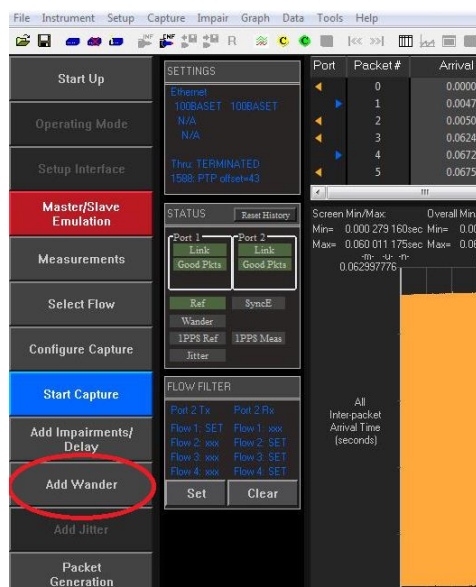 File Instrument Setup Capture Impair Graph Data Tools Help
R
Start Up
Operating Mode
Setup Interface
Master/Slave
Emulation
Measurements
Select Flow
Configure Capture
Start Capture
Add Impairments/
Delay
Add Wander
Add Jitter
Packet
Generation
SETTINGS
Ethernet
100BASET 100BASET
N/A
N/A
Thru: TERMINATED
1588: PTP offset=43
STATUS Reset History
Port 1 Port 2
Link Link
Good Pkts Good Pkts
Ref SyncE
Wander
1PPS Ref 1PPS Meas
Jitter
FLOW FILTER
Port 2 Tx Port 2 Rx
Flow 1: SET Flow 1: xxx
Flow 2: xxx Flow 2: SET
Flow 3: xxx Flow 3: SET
Flow 4: xxx Flow 4: SET
Set Clear
Port Packet # Arrival
0 0.0000
1 0.0047
2 0.0050
3 0.0624
4 0.0672
5 0.0675
Screen Min/Max: Overall Min
Min= 0.000 279 160sec Min= 0.00
Max= 0.060 011 175sec Max= 0.06
-m- -u- -n-
0.062997776
All
Inter-packet
Arrival Time
(seconds)